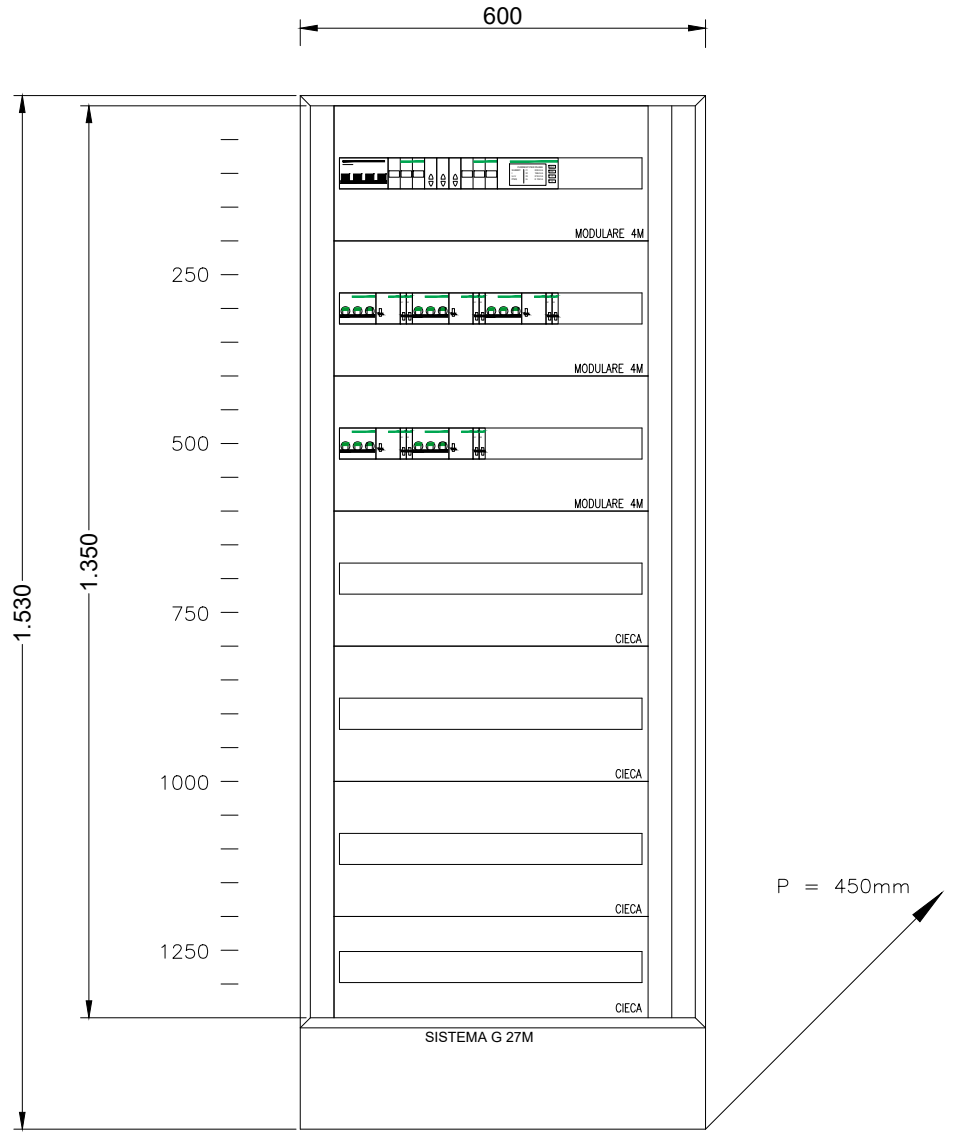 600
MODULARE 4M
250
MODULARE 4M
500
MODULARE 4M
1.350
1.530
750
CIECA
CIECA
1000
P = 450mm
CIECA
1250
CIECA
SISTEMA G 27M